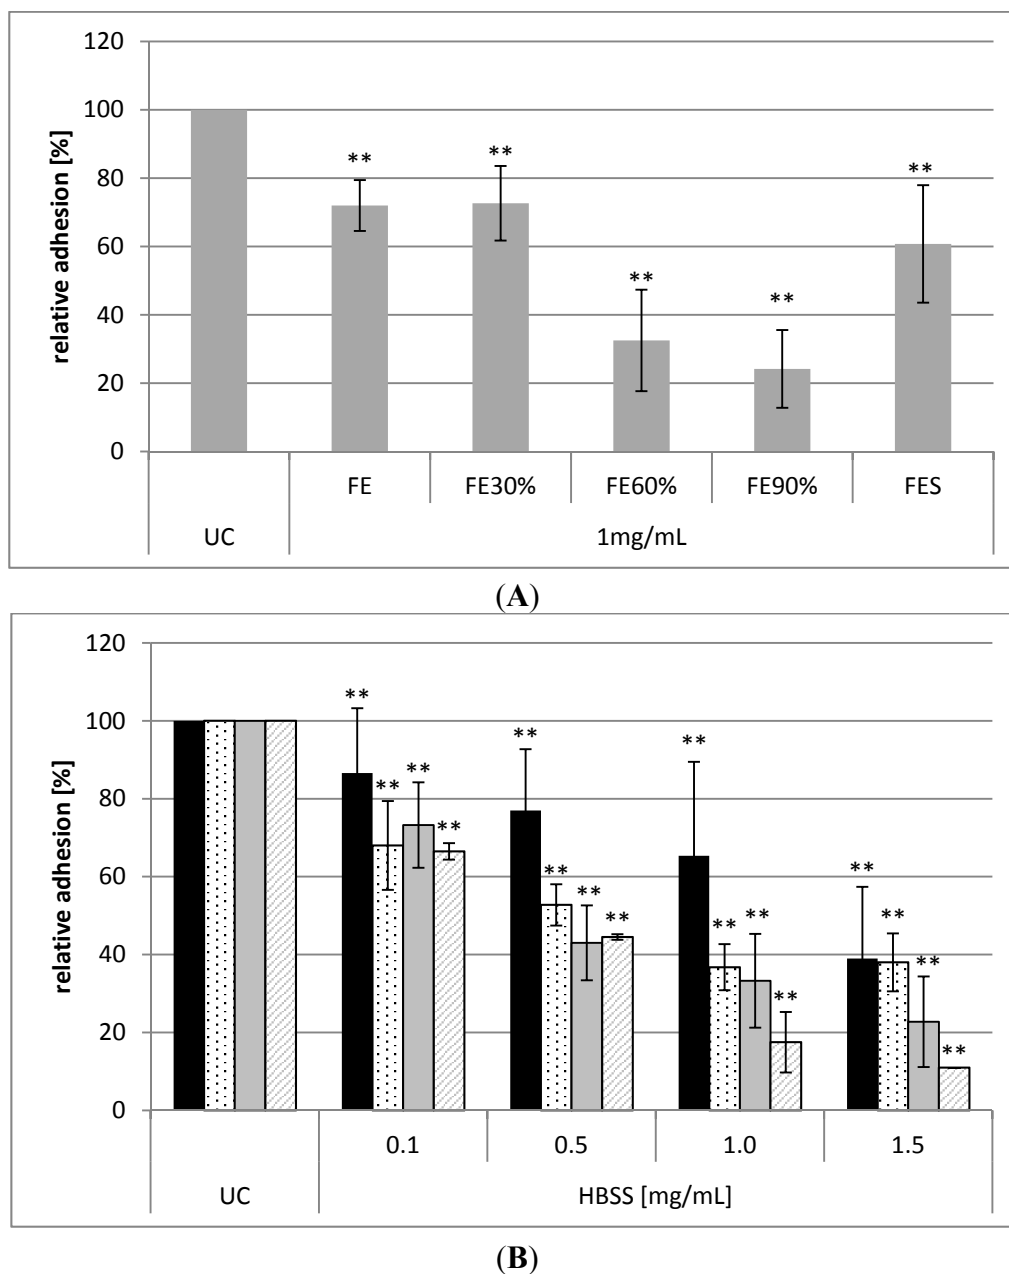 120
100
80
60
40
20
0
relative adhesion [%]
** ** ** ** **
FE FE30% FE60% FE90% FES
UC 1mg/mL
(A)
120
100
80
60
40
20
0
relative adhesion [%]
** ** ** **
** ** ** **
** ** ** **
** ** ** **
0.1 0.5 1.0 1.5
UC HBSS [mg/mL]
(B)